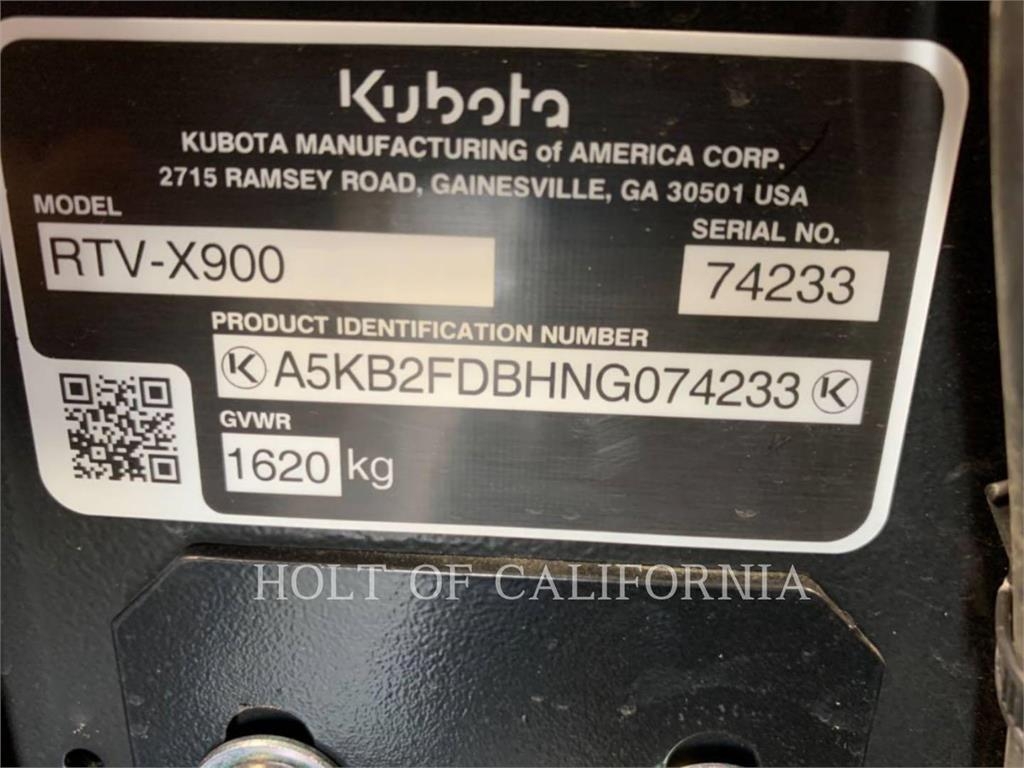 Kubota
KUBOTA MANUFACTURING of AMERICA CORP.
2715 RAMSEY ROAD, GAINESVILLE, GA 30501 USA
MODEL
RTV-X900
SERIAL NO.
74233
PRODUCT IDENTIFICATION NUMBER
K A5KB2FDBHNG074233 K
GVWR
1620 kg
HOLT OF CALIFORNIA